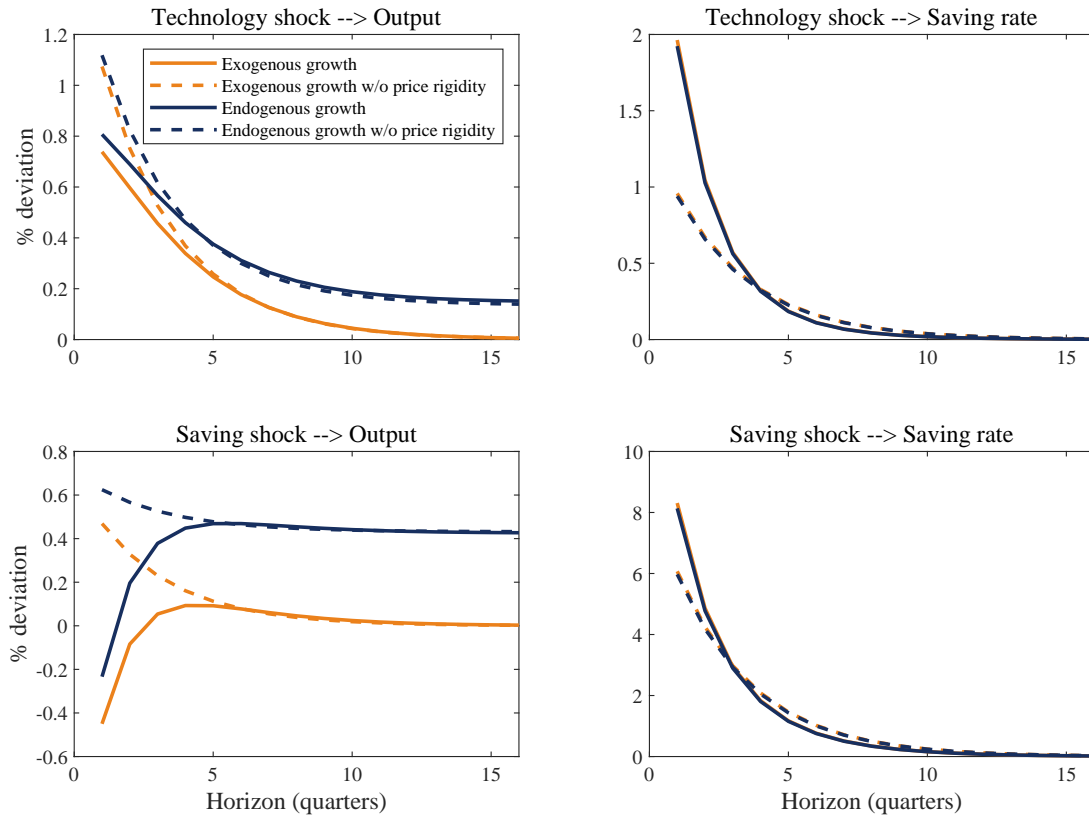 Technology shock --> Output
1.2
1
0.8
0.6
0.4
0.2
0
% deviation
Exogenous growth
Exogenous growth w/o price rigidity
Endogenous growth
Endogenous growth w/o price rigidity
0 5 10 15
Technology shock --> Saving rate
2
1.5
1
0.5
0
0 5 10 15
Saving shock --> Output
0.8
0.6
0.4
0.2
0
-0.2
-0.4
-0.6
% deviation
0 5 10 15
Horizon (quarters)
Saving shock --> Saving rate
10
8
6
4
2
0
0 5 10 15
Horizon (quarters)